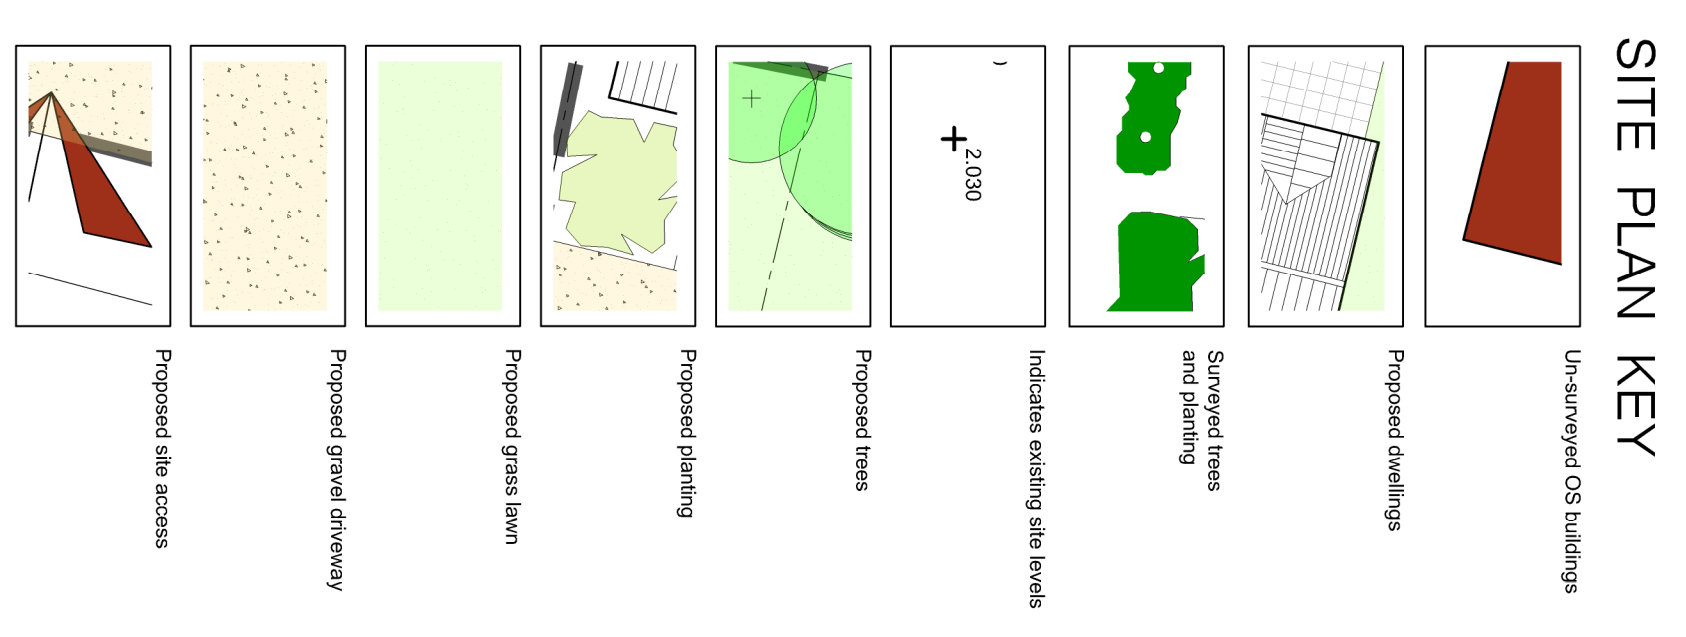 SITE PLAN KEY
Un-surveyed OS buildings
Proposed dwellings
Surveyed trees
and planting
2.030
Indicates existing site levels
Proposed trees
Proposed planting
Proposed grass lawn
Proposed gravel driveway
Proposed site access